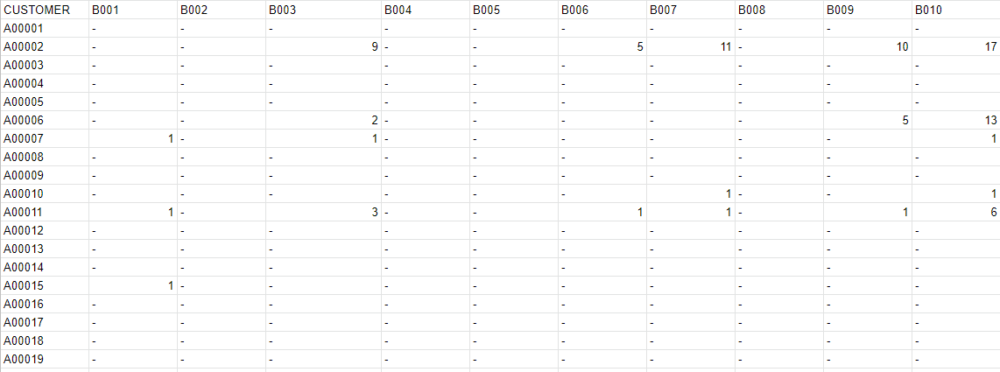 CUSTOMER B001 B002 B003 B004 B005 B006 B007 B008 B009 B010
A00001 - - - - - - - - - -
A00002 - - 9 - - 5 11 - 10 17
A00003 - - - - - - - - - -
A00004 - - - - - - - - - -
A00005 - - - - - - - - - -
A00006 - - 2 - - - - - 5 13
A00007 1 - 1 - - - - - - 1
A00008 - - - - - - - - - -
A00009 - - - - - - - - - -
A00010 - - - - - - 1 - - 1
A00011 1 - 3 - - 1 1 - 1 6
A00012 - - - - - - - - - -
A00013 - - - - - - - - - -
A00014 - - - - - - - - - -
A00015 1 - - - - - - - - -
A00016 - - - - - - - - - -
A00017 - - - - - - - - - -
A00018 - - - - - - - - - -
A00019 - - - - - - - - - -